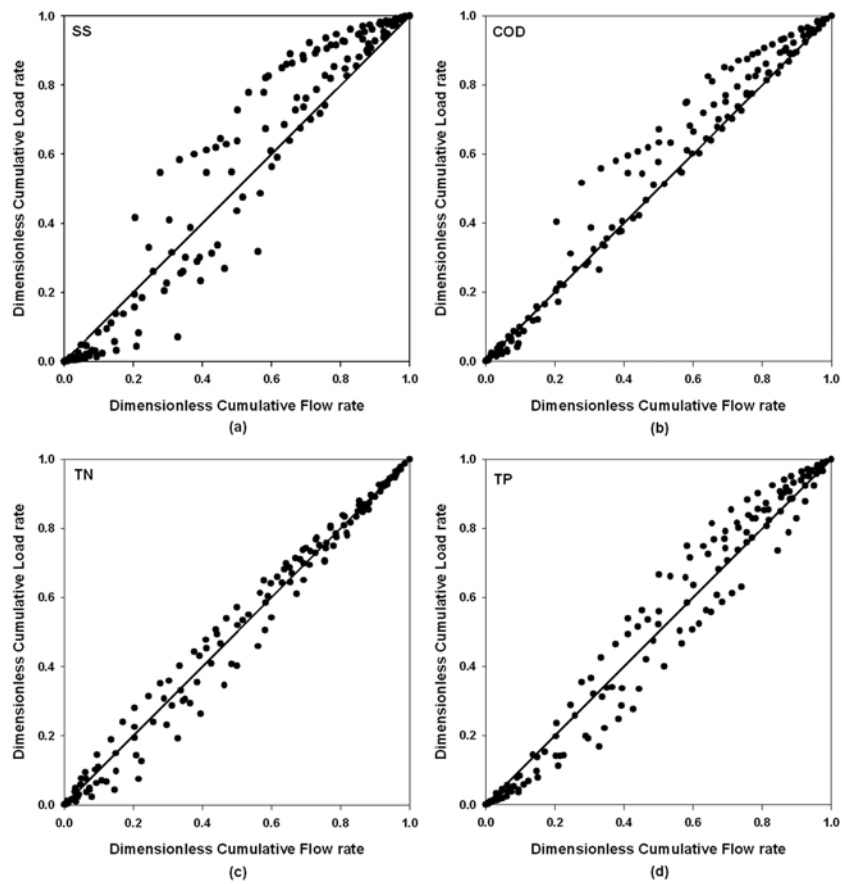 SS
1.0
0.8
0.6
0.4
0.2
0.0
Dimensionless Cumulative Load rate
0.0 0.2 0.4 0.6 0.8 1.0
Dimensionless Cumulative Flow rate
(a)
COD
1.0
0.8
0.6
0.4
0.2
0.0
Dimensionless Cumulative Load rate
0.0 0.2 0.4 0.6 0.8 1.0
Dimensionless Cumulative Flow rate
(b)
TN
1.0
0.8
0.6
0.4
0.2
0.0
Dimensionless Cumulative Load rate
0.0 0.2 0.4 0.6 0.8 1.0
Dimensionless Cumulative Flow rate
(c)
TP
1.0
0.8
0.6
0.4
0.2
0.0
Dimensionless Cumulative Load rate
0.0 0.2 0.4 0.6 0.8 1.0
Dimensionless Cumulative Flow rate
(d)